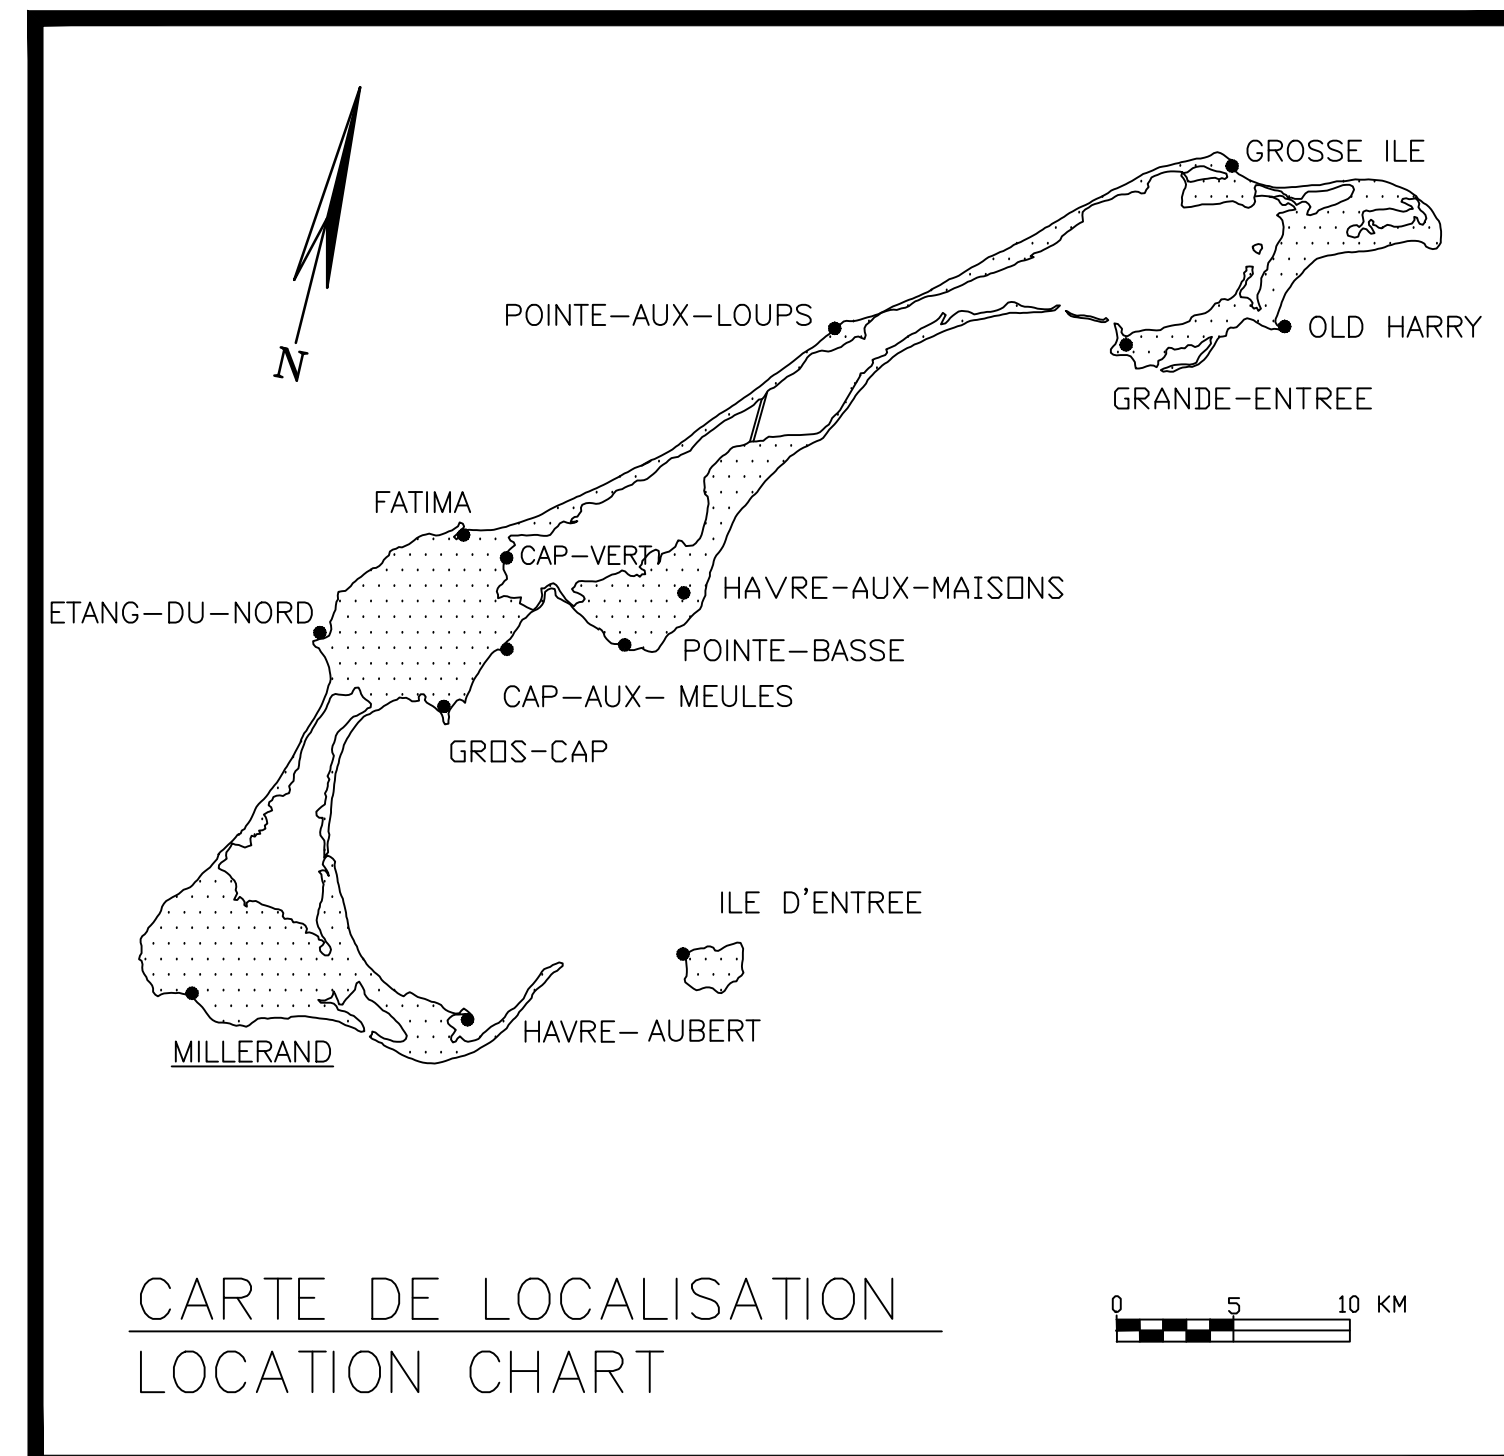 GROSSE ILE
POINTE-AUX-LOUPS
OLD HARRY
N
GRANDE-ENTREE
FATIMA
CAP-VERT
HAVRE-AUX-MAISONS
ETANG-DU-NORD
POINTE-BASSE
CAP-AUX- MEULES
GROS-CAP
ILE D'ENTREE
HAVRE- AUBERT
MILLERAND
CARTE DE LOCALISATION
0 5 10 KM
LOCATION CHART